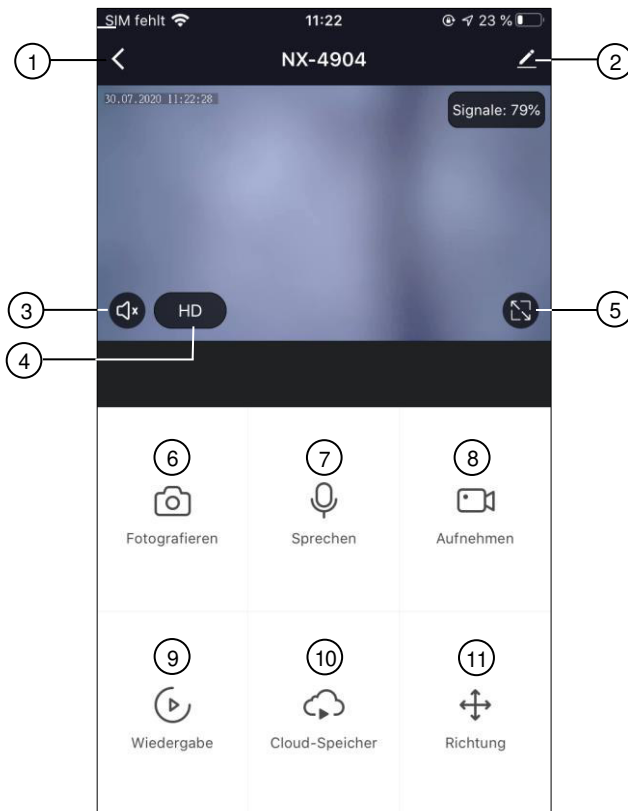 SIM fehlt 11:22 23 %
1 NX-4904 2
30.07.2020 11:22:28 Signale: 79%
3 HD 5
4
6 7 8
Fotografieren Sprechen Aufnehmen
9 10 11
Wiedergabe Cloud-Speicher Richtung